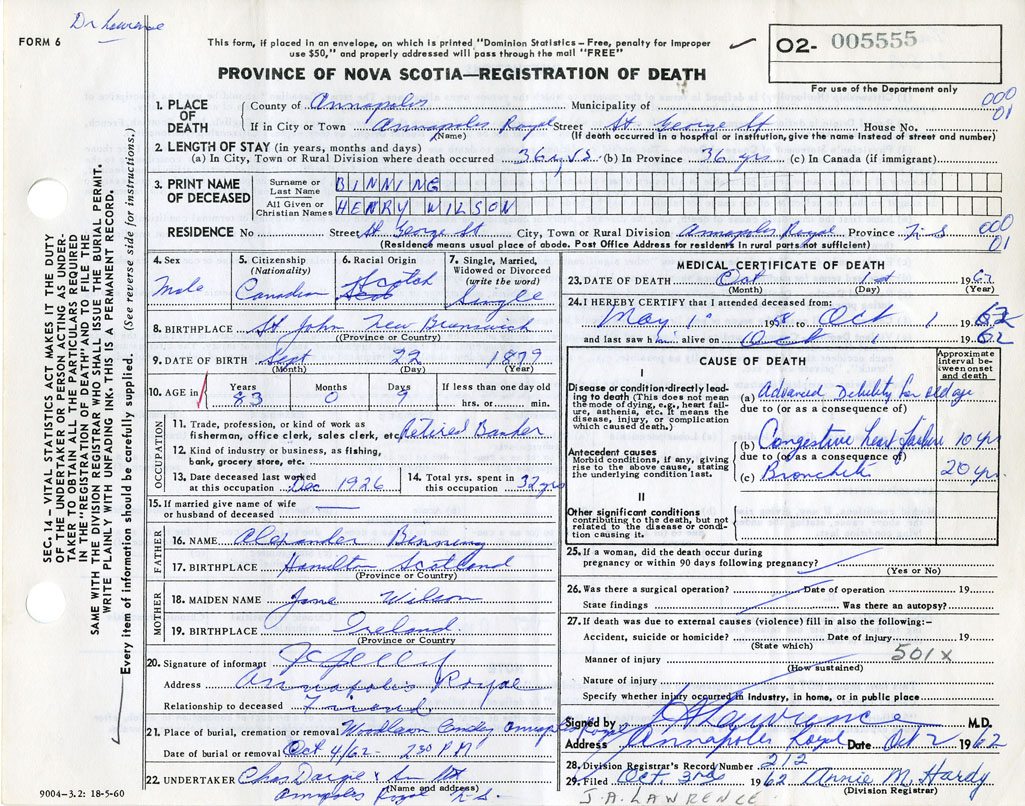 Dr Lawrence
FORM 6
This form, if placed in an envelope, on which is printed "Dominion Statistics – Free, penalty for improper
use $50," and properly addressed will pass through the mail "FREE"
O2- 005555
PROVINCE OF NOVA SCOTIA—REGISTRATION OF DEATH
For use of the Department only
1. PLACE OF DEATH
County of Annapolis Municipality of
000
01
If in City or Town Annapolis Royal Street St. George St House No.
(Name) (If death occurred in a hospital or institution, give the name instead of street and number)
2. LENGTH OF STAY (in years, months and days)
(a) In City, Town or Rural Division where death occurred 36 yrs. (b) In Province 36 yrs (c) In Canada (if immigrant)
3. PRINT NAME OF DECEASED
Surname or Last Name BINNING
All Given or Christian Names HENRY WILSON
RESIDENCE No Street St George St City, Town or Rural Division Annapolis Royal Province N.S
000
01
(Residence means usual place of abode. Post Office Address for residents in rural parts not sufficient)
4. Sex
Male
5. Citizenship
(Nationality)
Canadian
6. Racial Origin
Scotch
7. Single, Married, Widowed or Divorced
(write the word)
Single
8. BIRTHPLACE St John New Brunswick
(Province or Country)
9. DATE OF BIRTH Sept 22 1879
(Month) (Day) (Year)
10. AGE in
Years 83
Months 0
Days 9
If less than one day old
hrs. or min.
OCCUPATION
11. Trade, profession, or kind of work as
fisherman, office clerk, sales clerk, etc. Retired Banker
12. Kind of industry or business, as fishing,
bank, grocery store, etc.
13. Date deceased last worked
at this occupation Dec 1926
14. Total yrs. spent in
this occupation 32 yrs
15. If married give name of wife
or husband of deceased
FATHER
16. NAME Alexander Binning
17. BIRTHPLACE Hamilton Scotland
(Province or Country)
MOTHER
18. MAIDEN NAME Jane Wilson
19. BIRTHPLACE Ireland.
(Province or Country)
20. Signature of informant
Address Annapolis Royal
Relationship to deceased Friend
21. Place of burial, cremation or removal Woodlawn Annapolis Royal
Date of burial or removal Oct 4/62 - 2 30 P.M
22. UNDERTAKER Chas Dargie & Son
Annapolis Royal N.S.
(Name and address)
9004–3.2: 18-5-60
MEDICAL CERTIFICATE OF DEATH
23. DATE OF DEATH Oct 1st 1962
(Month) (Day) (Year)
24. I HEREBY CERTIFY that I attended deceased from:
May 1st 1958 to Oct 1 1962
and last saw him alive on Oct 1 1962
CAUSE OF DEATH
Approximate interval between onset and death
I
Disease or condition directly leading to death (This does not mean the mode of dying, e.g., heart failure, asthenia, etc. It means the disease, injury, or complication which caused death.)
(a) Advanced Debility for old age
due to (or as a consequence of)
Antecedent causes
Morbid conditions, if any, giving rise to the above cause, stating the underlying condition last.
(b) Congestive heart failure 10 yrs
due to (or as a consequence of)
(c) Bronchitis 20 yrs.
II
Other significant conditions
contributing to the death, but not related to the disease or condition causing it.
25. If a woman, did the death occur during
pregnancy or within 90 days following pregnancy?
(Yes or No)
26. Was there a surgical operation? Date of operation 19
State findings Was there an autopsy?
27. If death was due to external causes (violence) fill in also the following:–
Accident, suicide or homicide? Date of injury 19
(State which)
Manner of injury 501X
(How sustained)
Nature of injury
Specify whether injury occurred in industry, in home, or in public place
Signed by J A Lawrence M.D.
Address Annapolis Royal Date Oct 2 1962
28. Division Registrar's Record Number 212
29. Filed Oct. 3rd 1962 Annie M. Hardy
(Division Registrar)
J. A. LAWRENCE
SEC. 14 – VITAL STATISTICS ACT MAKES IT THE DUTY
OF THE UNDERTAKER OR PERSON ACTING AS UNDER-
TAKER TO OBTAIN ALL THE PARTICULARS REQUIRED
IN THE "REGISTRATION OF DEATH" AND TO FILE THE
SAME WITH THE DIVISION REGISTRAR WHO SHALL ISSUE THE BURIAL PERMIT.
WRITE PLAINLY WITH UNFADING INK. THIS IS A PERMANENT RECORD.
Every item of information should be carefully supplied. (See reverse side for instructions.)